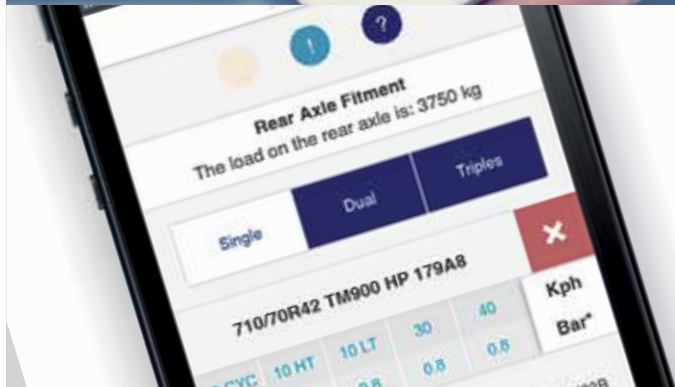 !
?
Rear Axle Fitment
The load on the rear axle is: 3750 kg
Single Dual Triples
710/70R42 TM900 HP 179A8
CYC 10 HT 10 LT 30 40 Kph
0.8 0.8 0.8 Bar*